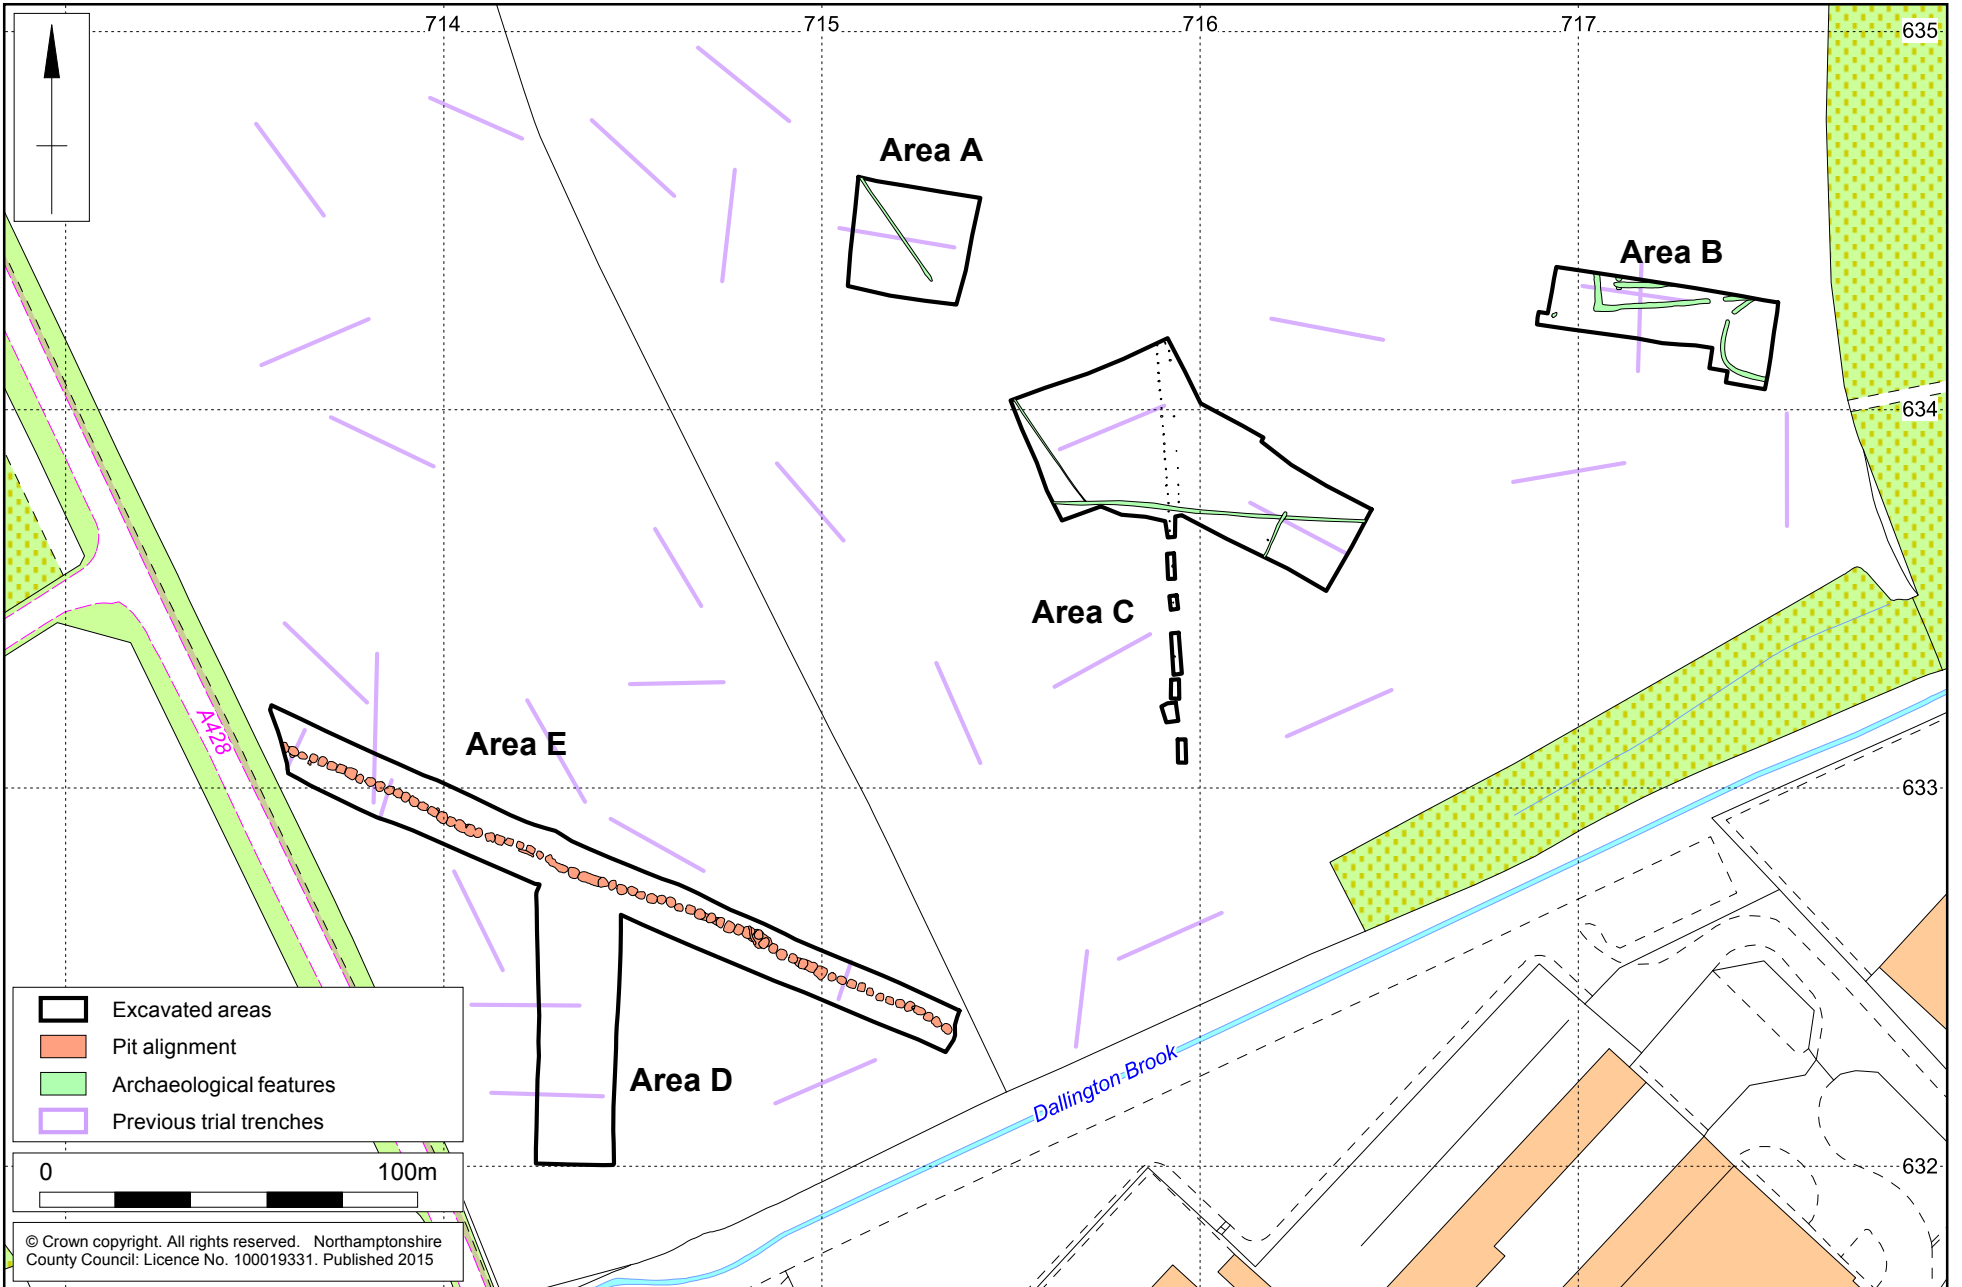 714
715
716
717
635
Area A
Area B
634
Area C
A428
Area E
633
Area D
Dallington Brook
632
Excavated areas
Pit alignment
Archaeological features
Previous trial trenches
0 100m
© Crown copyright. All rights reserved. Northamptonshire
County Council: Licence No. 100019331. Published 2015